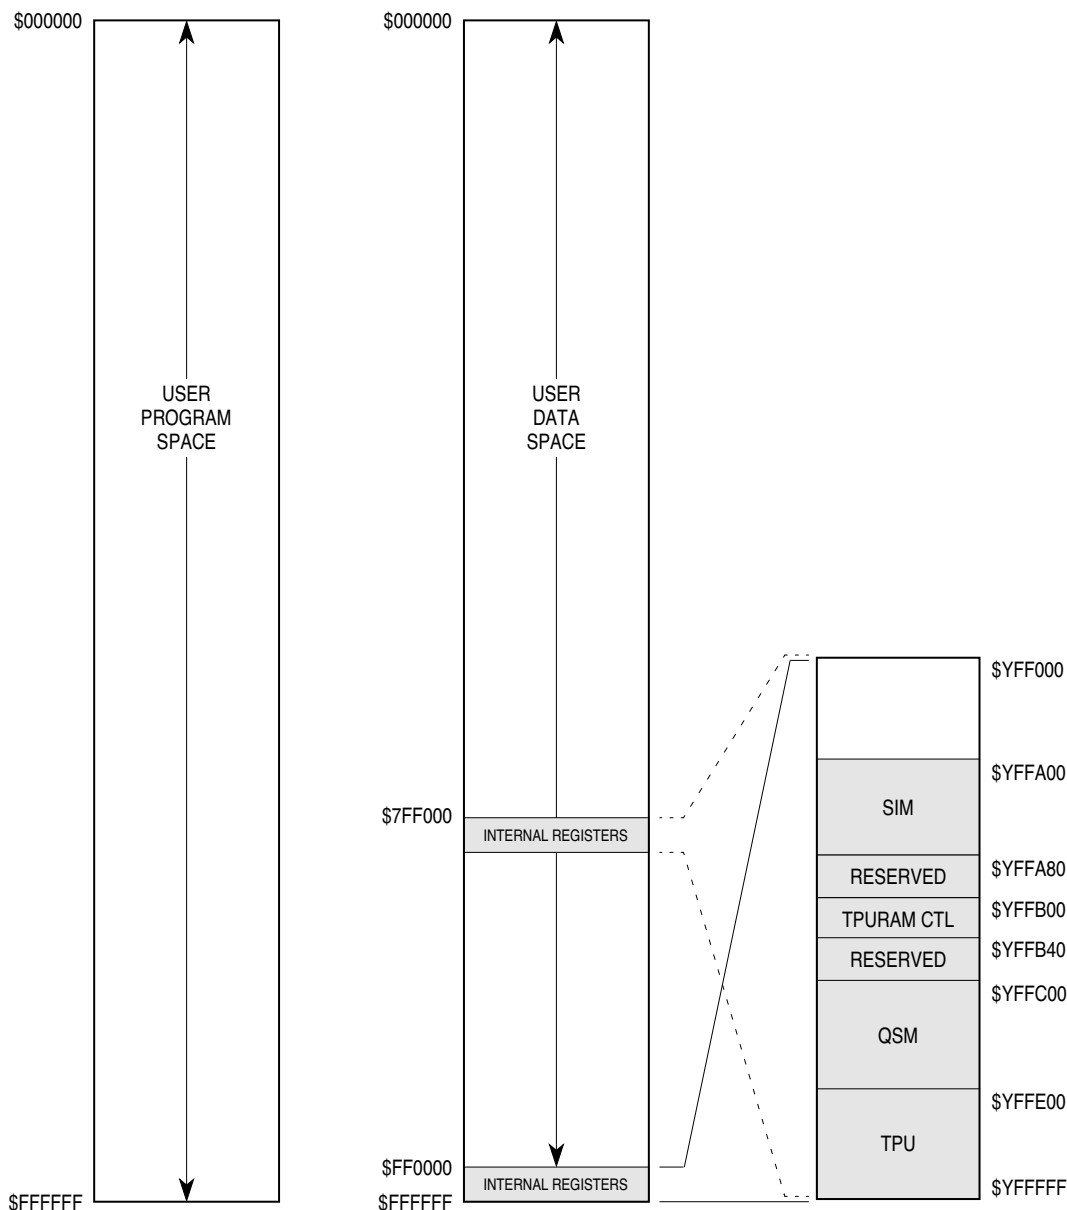 $000000
USER
PROGRAM
SPACE
$FFFFFF
$000000
USER
DATA
SPACE
$7FF000
INTERNAL REGISTERS
$FF0000
INTERNAL REGISTERS
$FFFFFF
$YFF000
$YFFA00
SIM
$YFFA80
RESERVED
$YFFB00
TPURAM CTL
$YFFB40
RESERVED
$YFFC00
QSM
$YFFE00
TPU
$YFFFFF